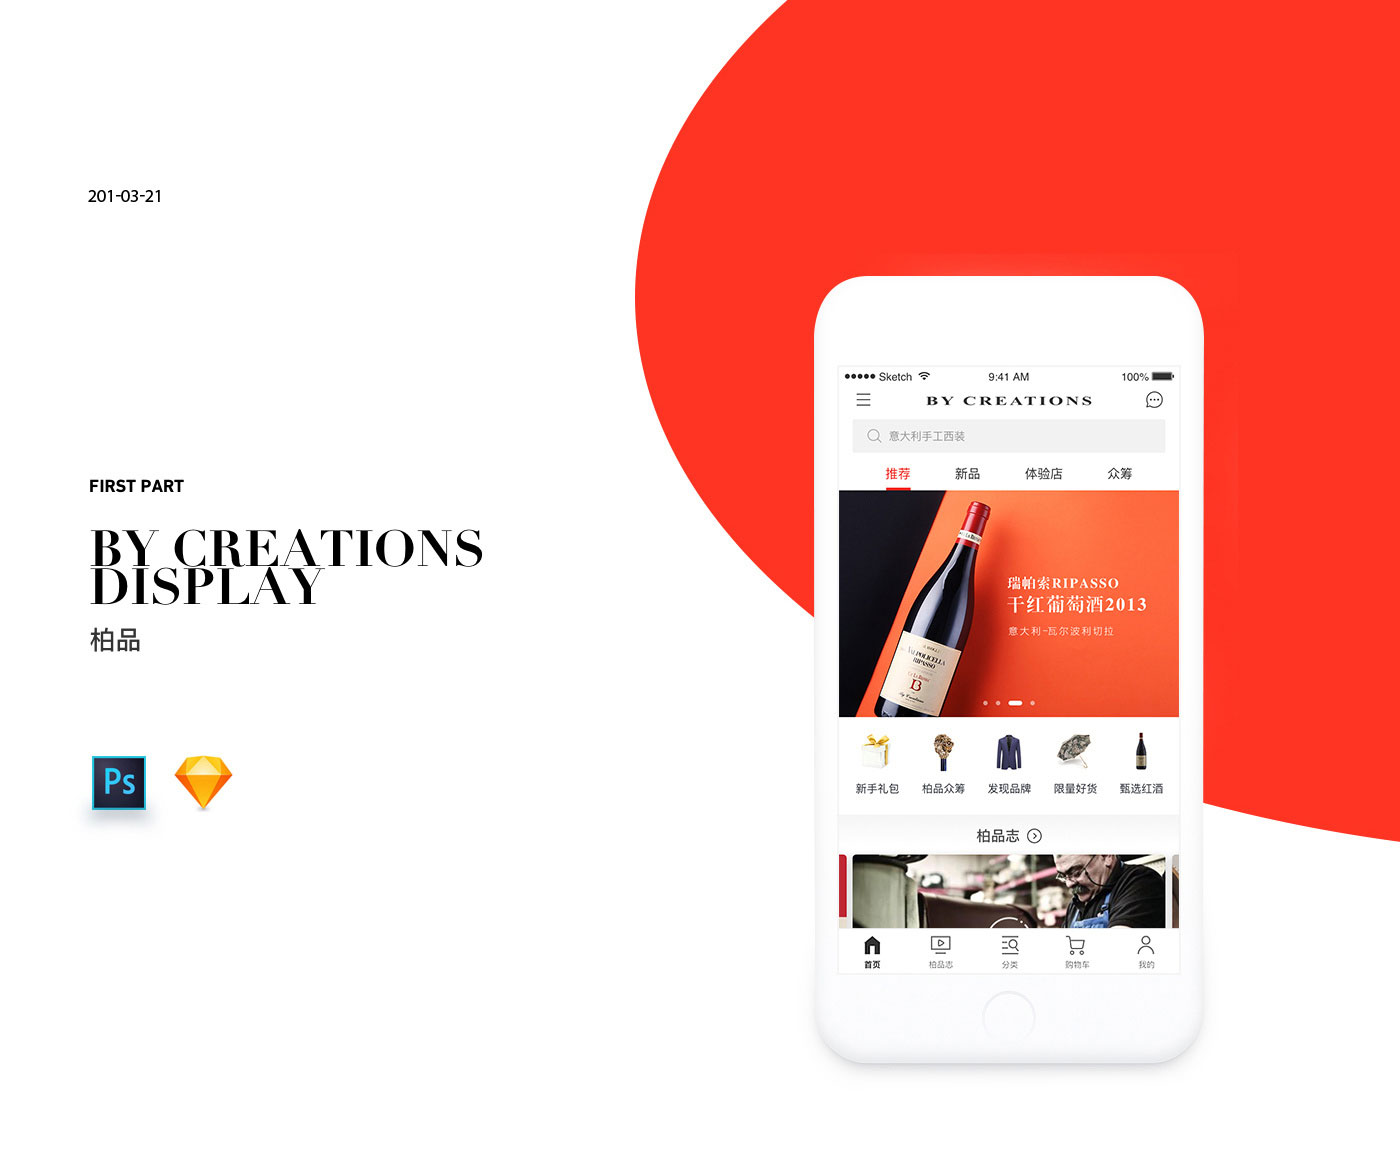 201-03-21
FIRST PART
BY CREATIONS
DISPLAY
柏品
Ps
Sketch
9:41 AM
100%
BY CREATIONS
意大利手工西装
推荐 新品 体验店 众筹
瑞帕索RIPASSO
干红葡萄酒2013
意大利-瓦尔波利切拉
VALPOLICELLA
RIPASSO
B
By Creations
新手礼包 柏品众筹 发现品牌 限量好货 甄选红酒
柏品志
首页 柏品志 分类 购物车 我的